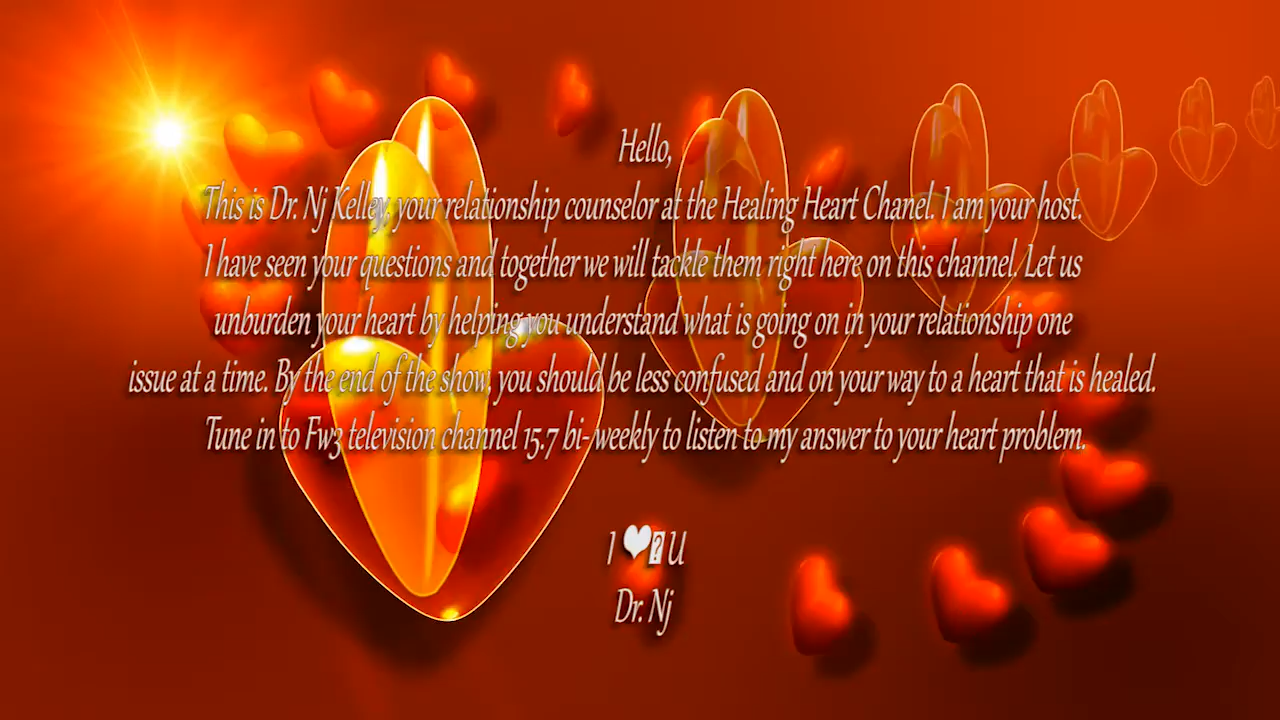 Hello,
This is Dr. Nj Kelley, your relationship counselor at the Healing Heart Chanel. I am your host.
I have seen your questions and together we will tackle them right here on this channel. Let us
unburden your heart by helping you understand what is going on in your relationship one
issue at a time. By the end of the show, you should be less confused and on your way to a heart that is healed.
Tune in to Fw3 television channel 15.7 bi-weekly to listen to my answer to your heart problem.
I ❤ U
Dr. Nj